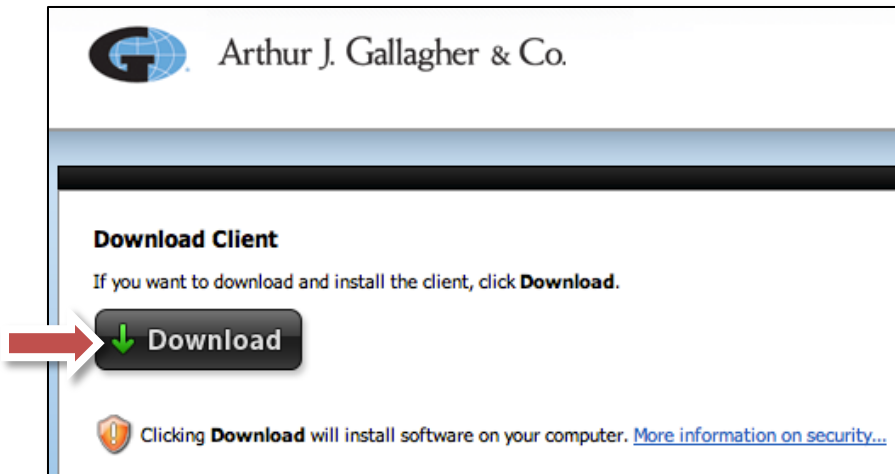 Arthur J. Gallagher & Co.
Download Client
If you want to download and install the client, click Download.
Download
Clicking Download will install software on your computer. More information on security...